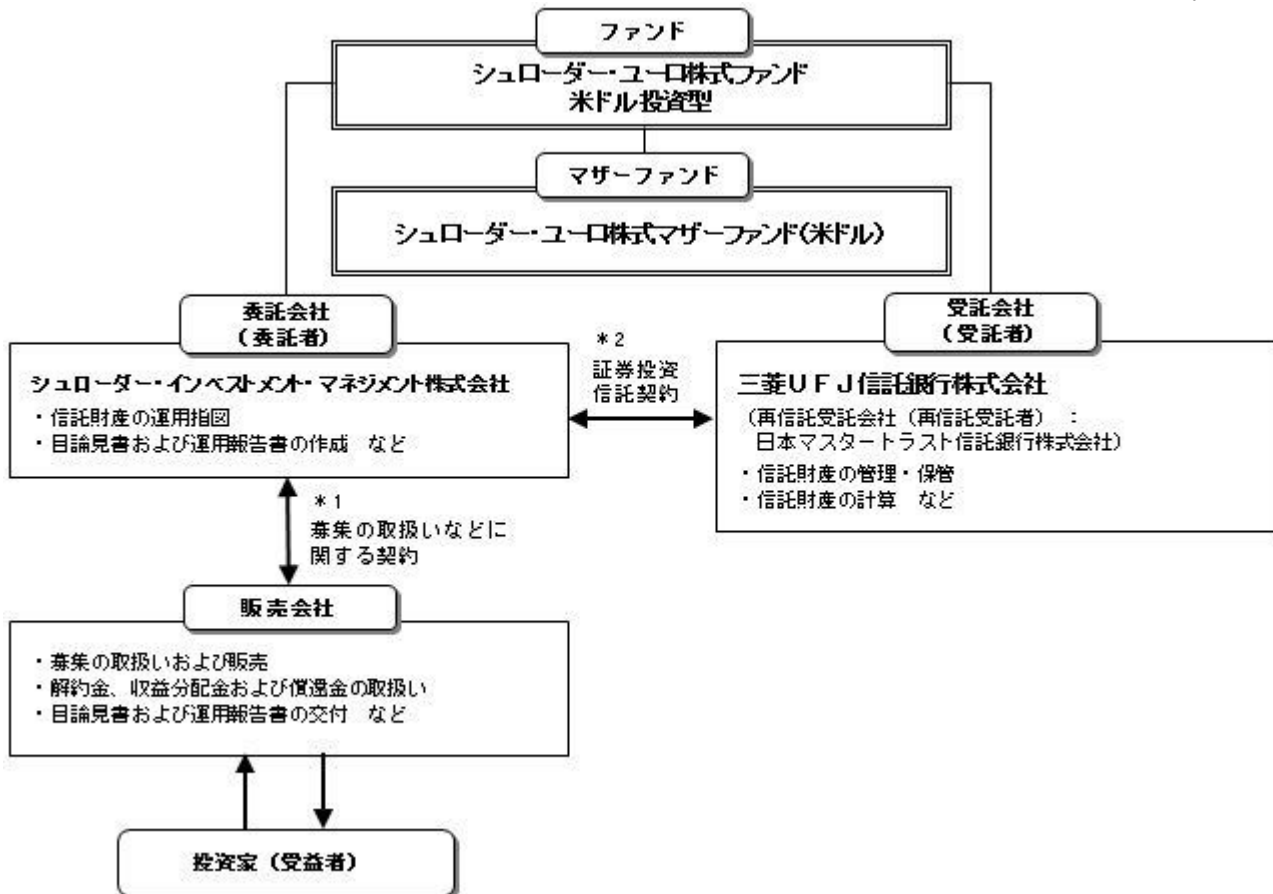 ファンド
シュローダー・ユーロ株式ファンド
米ドル投資型
マザーファンド
シュローダー・ユーロ株式マザーファンド(米ドル)
委託会社
(委託者)
シュローダー・インベストメント・マネジメント株式会社
・信託財産の運用指図
・目論見書および運用報告書の作成　など
＊2
証券投資
信託契約
受託会社
(受託者)
三菱ＵＦＪ信託銀行株式会社
(再信託受託会社(再信託受託者)：
日本マスタートラスト信託銀行株式会社)
・信託財産の管理・保管
・信託財産の計算　など
＊1
募集の取扱いなどに
関する契約
販売会社
・募集の取扱いおよび販売
・解約金、収益分配金および償還金の取扱い
・目論見書および運用報告書の交付　など
投資家(受益者)